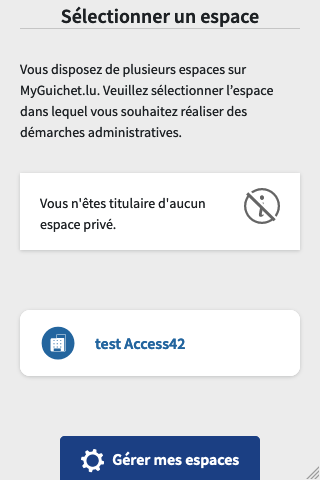 Sélectionner un espace
Vous disposez de plusieurs espaces sur
MyGuichet.lu. Veuillez sélectionner l'espace
dans lequel vous souhaitez réaliser des
démarches administratives.
Vous n'êtes titulaire d'aucun
espace privé.
test Access42
Gérer mes espaces